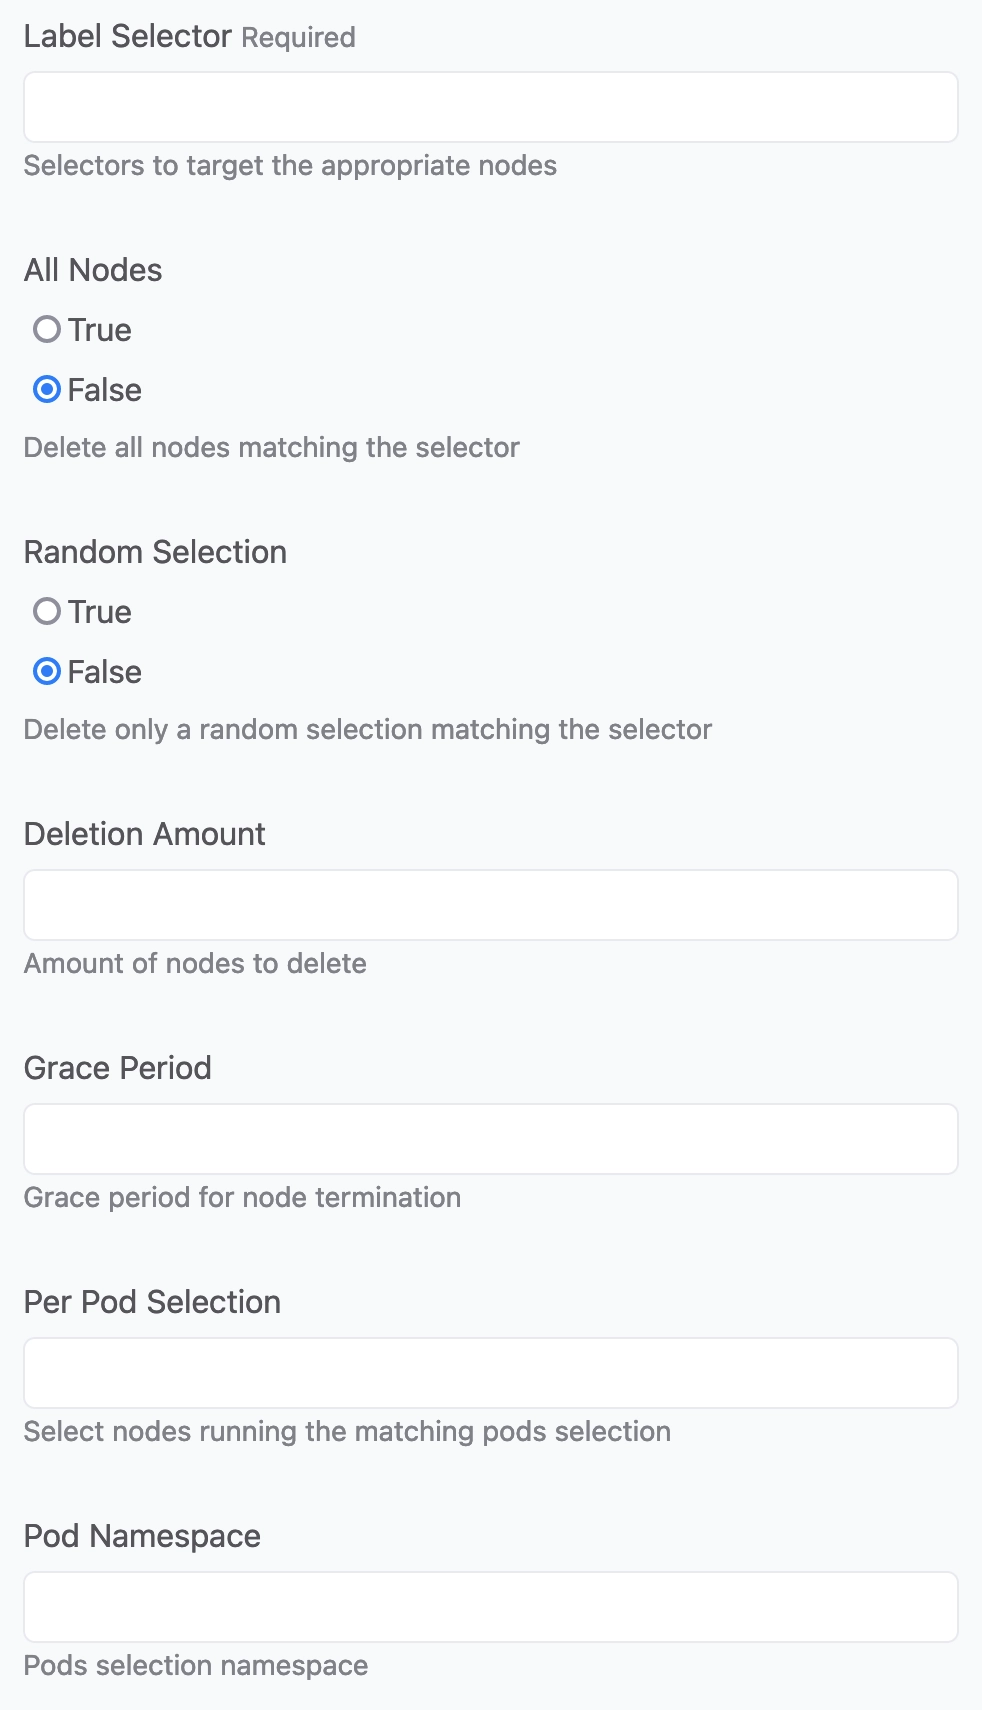 Label Selector Required
Selectors to target the appropriate nodes
All Nodes
True
False
Delete all nodes matching the selector
Random Selection
True
False
Delete only a random selection matching the selector
Deletion Amount
Amount of nodes to delete
Grace Period
Grace period for node termination
Per Pod Selection
Select nodes running the matching pods selection
Pod Namespace
Pods selection namespace